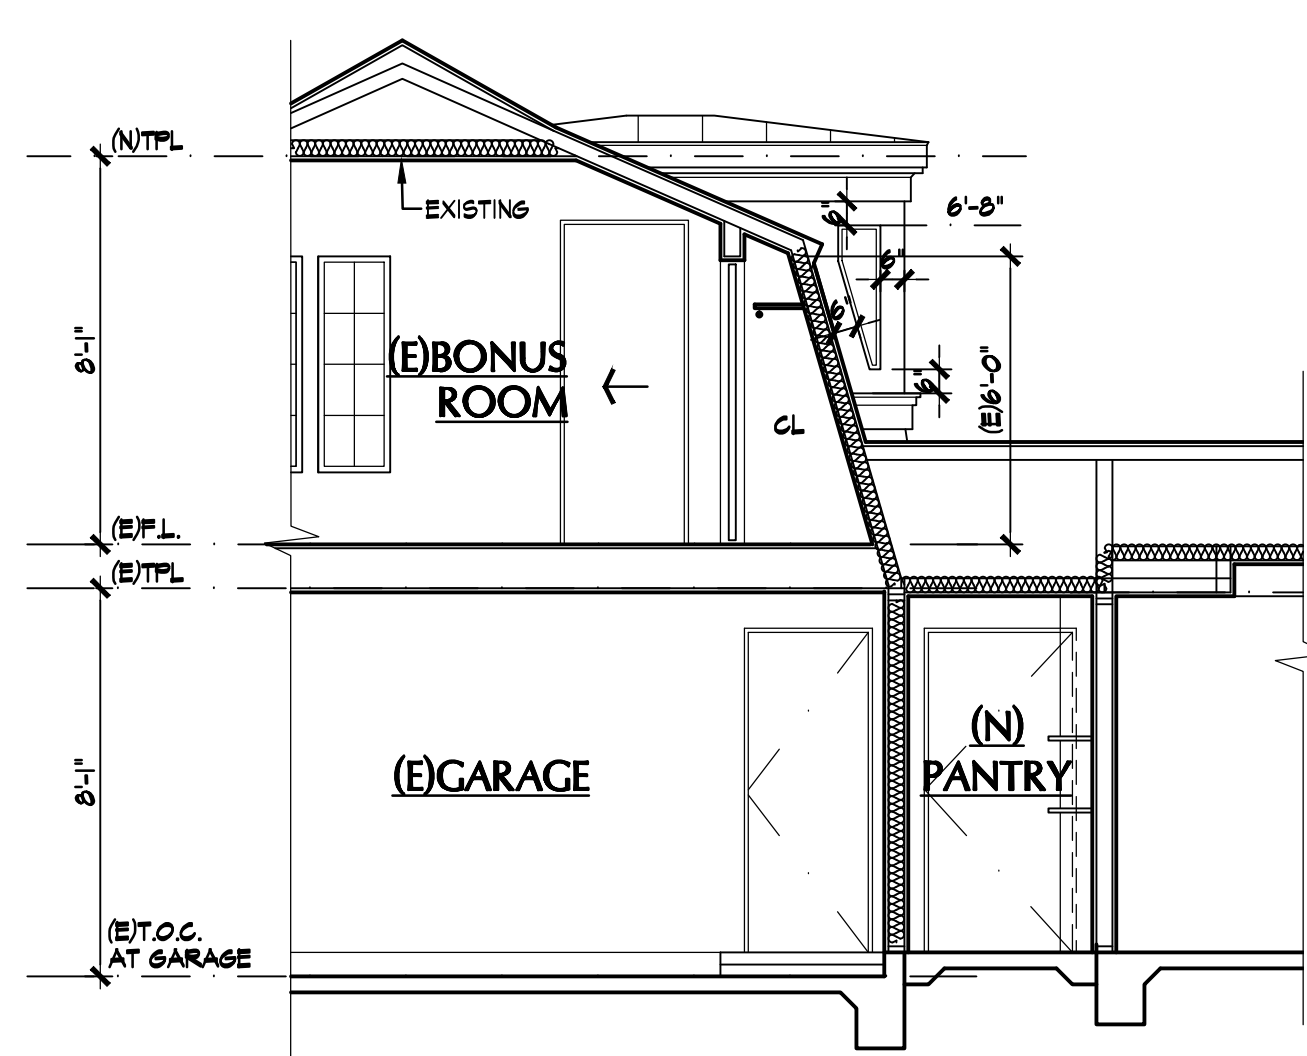 (N)TPL
EXISTING
6"
6'-8"
6"
6"
8'-1"
(E)BONUS
ROOM
6"
(E)6'-0"
CL
(E)F.L.
(E)TPL
(N)
PANTRY
(E)GARAGE
8'-1"
(E)T.O.C.
AT GARAGE